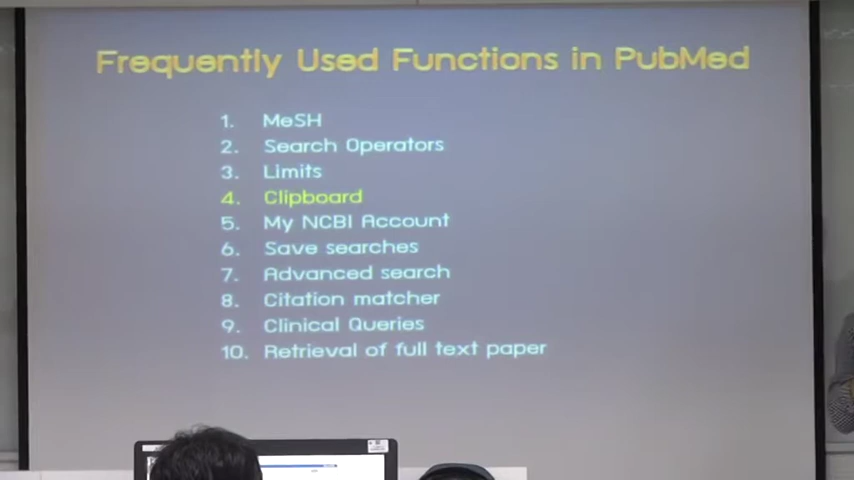 Frequently Used Functions in PubMed
1. MeSH
2. Search Operators
3. Limits
4. Clipboard
5. My NCBI Account
6. Save searches
7. Advanced search
8. Citation matcher
9. Clinical Queries
10. Retrieval of full text paper